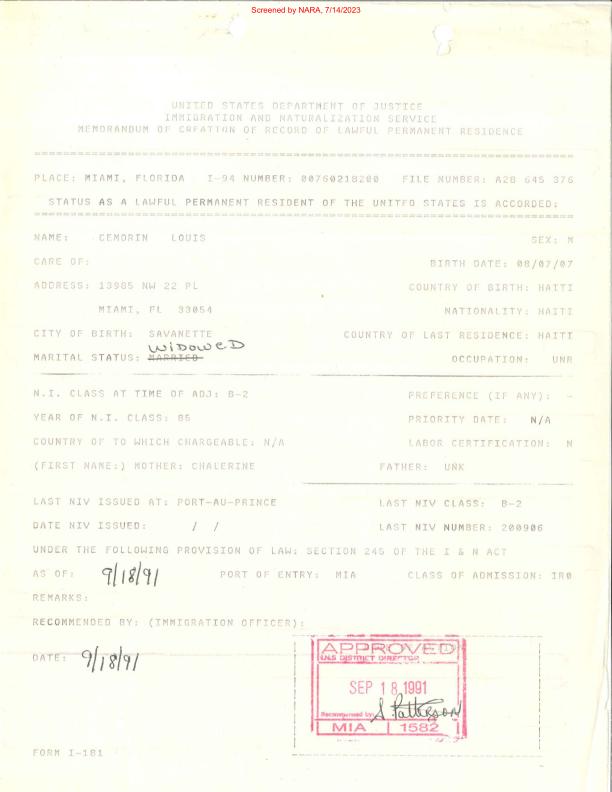 Screened by NARA, 7/14/2023
UNITED STATES DEPARTMENT OF JUSTICE
IMMIGRATION AND NATURALIZATION SERVICE
MEMORANDUM OF CREATION OF RECORD OF LAWFUL PERMANENT RESIDENCE
PLACE: MIAMI, FLORIDA I-94 NUMBER: 00760218200 FILE NUMBER: A28 645 376
STATUS AS A LAWFUL PERMANENT RESIDENT OF THE UNITED STATES IS ACCORDED:
NAME: CEMORIN LOUIS SEX: M
CARE OF: BIRTH DATE: 08/07/07
ADDRESS: 13985 NW 22 PL COUNTRY OF BIRTH: HAITI
MIAMI, FL 33054 NATIONALITY: HAITI
CITY OF BIRTH: SAVANETTE COUNTRY OF LAST RESIDENCE: HAITI
WIDOWED
MARITAL STATUS: MARRIED OCCUPATION: UNR
N.I. CLASS AT TIME OF ADJ: B-2 PREFERENCE (IF ANY): -
YEAR OF N.I. CLASS: 85 PRIORITY DATE: N/A
COUNTRY OF TO WHICH CHARGEABLE: N/A LABOR CERTIFICATION: N
(FIRST NAME:) MOTHER: CHALERINE FATHER: UNK
LAST NIV ISSUED AT: PORT-AU-PRINCE LAST NIV CLASS: B-2
DATE NIV ISSUED: / / LAST NIV NUMBER: 200906
UNDER THE FOLLOWING PROVISION OF LAW: SECTION 245 OF THE I & N ACT
AS OF: 9/18/91 PORT OF ENTRY: MIA CLASS OF ADMISSION: IR0
REMARKS:
RECOMMENDED BY: (IMMIGRATION OFFICER):
APPROVED
INS DISTRICT DIRECTOR
DATE: 9/18/91
SEP 18 1991
Recommended by: S Patterson
MIA 1582
FORM I-181